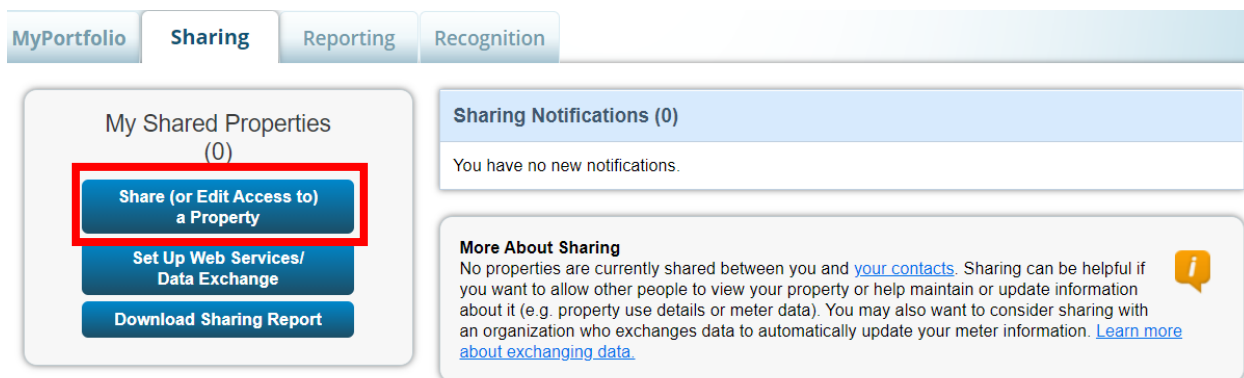 MyPortfolio
Sharing
Reporting
Recognition
My Shared Properties
(0)
Share (or Edit Access to)
a Property
Set Up Web Services/
Data Exchange
Download Sharing Report
Sharing Notifications (0)
You have no new notifications.
More About Sharing
No properties are currently shared between you and your contacts. Sharing can be helpful if
you want to allow other people to view your property or help maintain or update information
about it (e.g. property use details or meter data). You may also want to consider sharing with
an organization who exchanges data to automatically update your meter information. Learn more
about exchanging data.